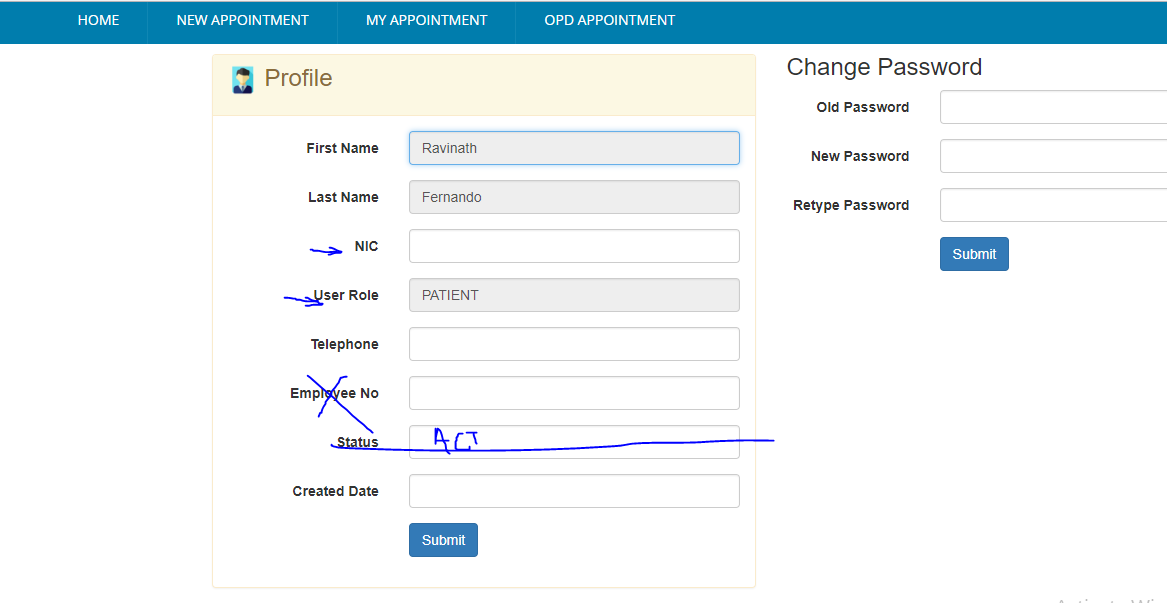 HOME NEW APPOINTMENT MY APPOINTMENT OPD APPOINTMENT
Profile
First Name Ravinath
Last Name Fernando
NIC
User Role PATIENT
Telephone
Employee No
Status ACT
Created Date
Submit
Change Password
Old Password
New Password
Retype Password
Submit